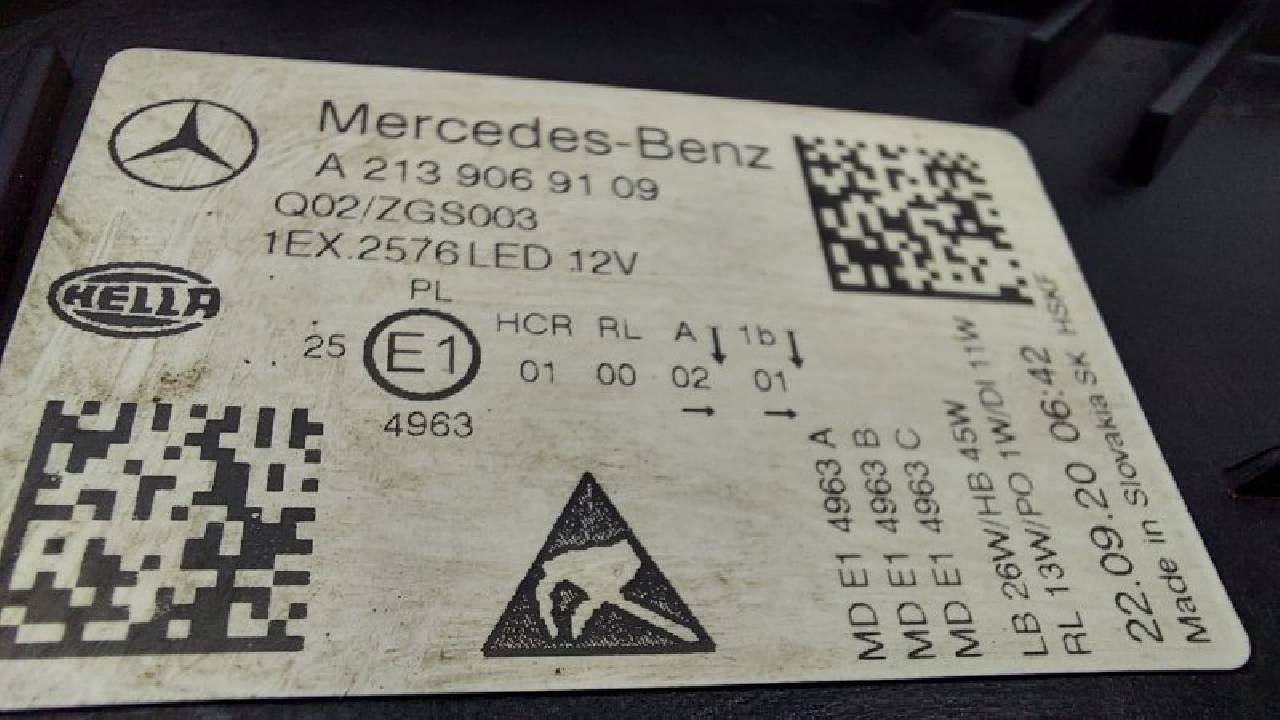 Mercedes-Benz
A 213 906 91 09
Q02/ZGS003
1EX.2576 LED 12V
HELLA
PL
25 E1 HCR RL A↓ 1b↓
01 00 02 01
→ →
4963
MD E1 4963 A
MD E1 4963 B
MD E1 4963 C
LB 26W/HB 45W
RL 13W/PO 1W/DI 11W
22.09.20 06:42
Made in Slovakia SK HSKF